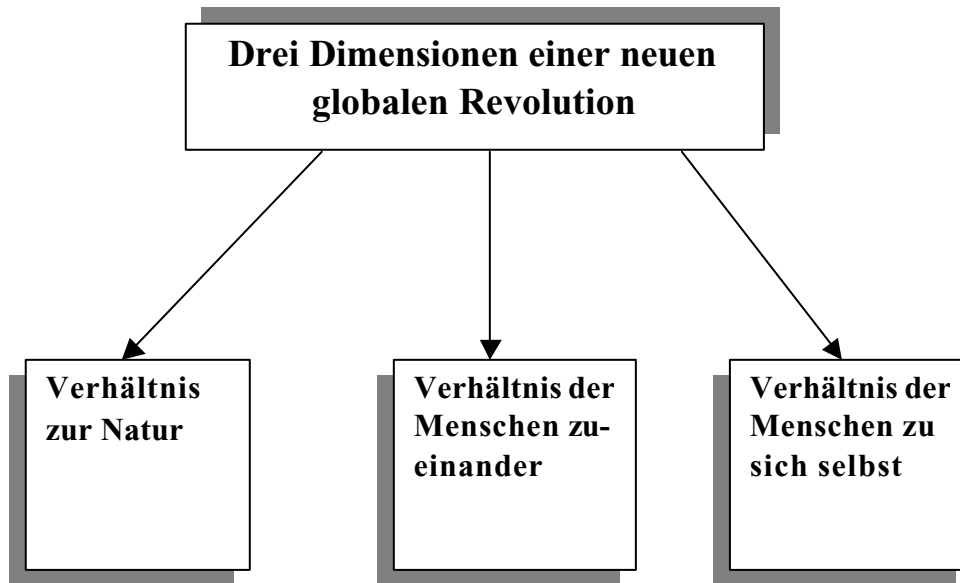 Drei Dimensionen einer neuen
globalen Revolution
Verhältnis
zur Natur
Verhältnis der
Menschen zu-
einander
Verhältnis der
Menschen zu
sich selbst